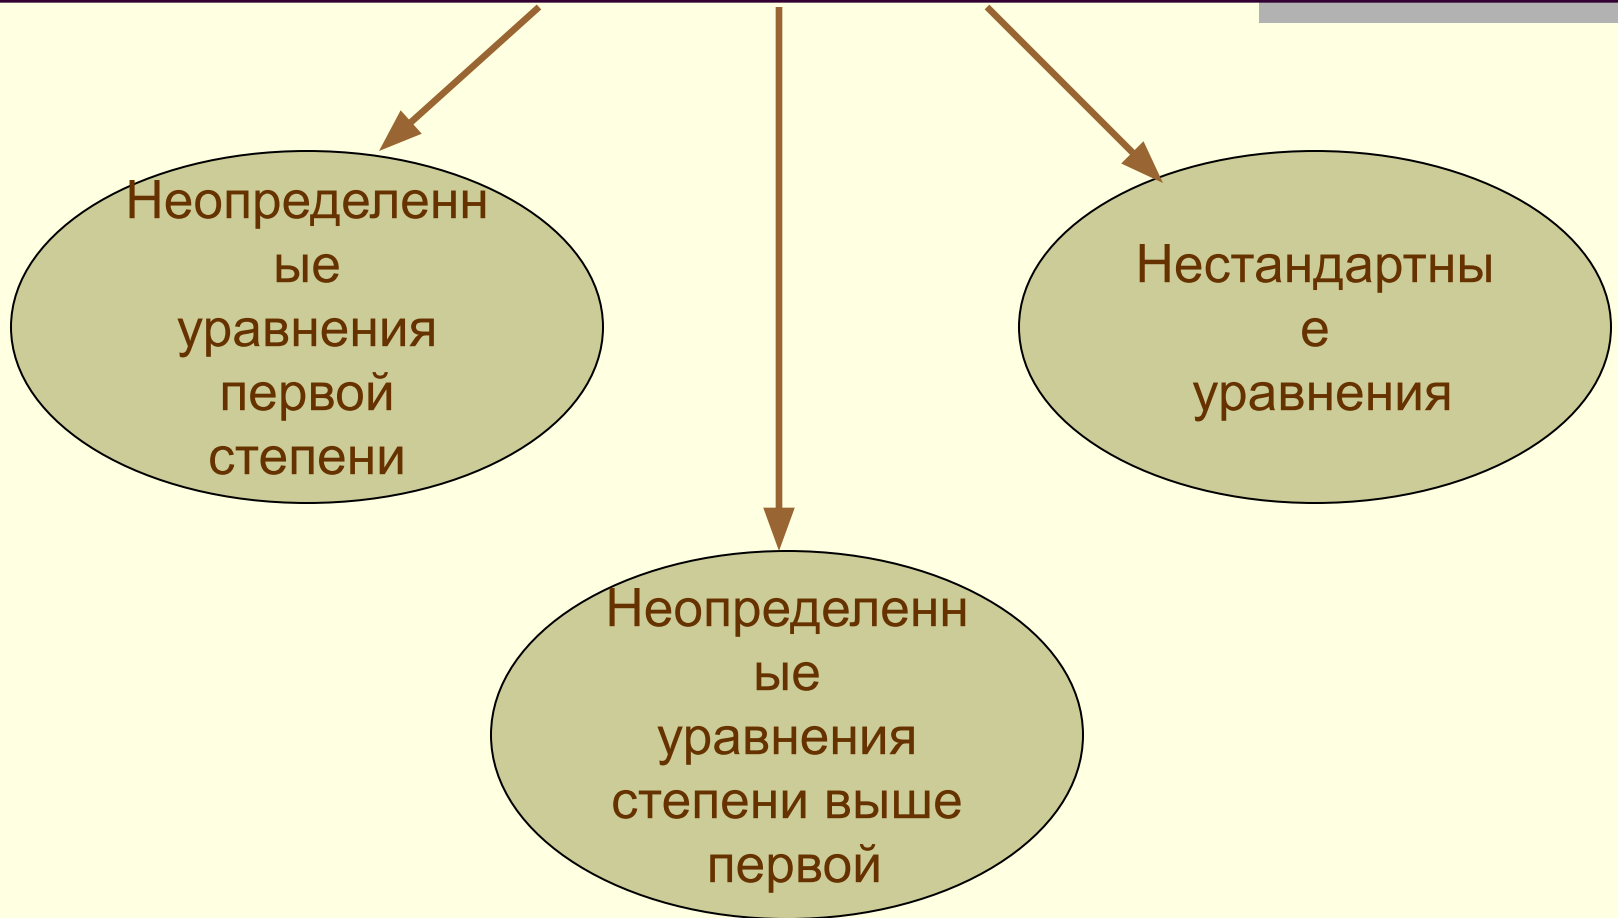 Неопределенн
ые
уравнения
первой
степени
Нестандартны
е
уравнения
Неопределенн
ые
уравнения
степени выше
первой